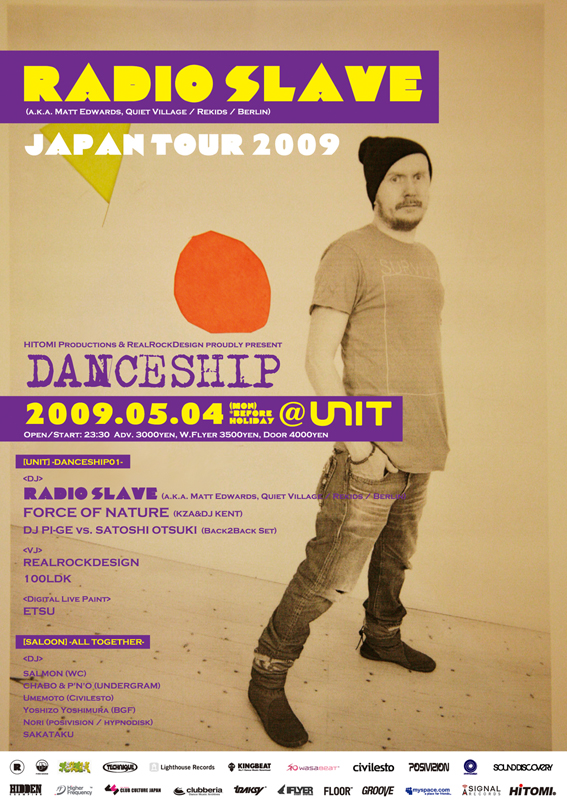 RADIO SLAVE
(A.K.A. MATT EDWARDS, QUIET VILLAGE / REKIDS / BERLIN)
JAPAN TOUR 2009
HITOMI PRODUCTIONS & REALROCKDESIGN PROUDLY PRESENT
DANCESHIP
2009.05.04 (MON) *BEFORE HOLIDAY @ UNIT
OPEN/START: 23:30 ADV. 3000YEN, W.FLYER 3500YEN, DOOR 4000YEN
[UNIT] -DANCESHIP01-
<DJ>
RADIO SLAVE (A.K.A. MATT EDWARDS, QUIET VILLAGE / REKIDS / BERLIN)
FORCE OF NATURE (KZA&DJ KENT)
DJ PI-GE VS. SATOSHI OTSUKI (BACK2BACK SET)
<VJ>
REALROCKDESIGN
100LDK
<DIGITAL LIVE PAINT>
ETSU
[SALOON] -ALL TOGETHER-
<DJ>
SALMON (WC)
CHABO & P'N'O (UNDERGRAM)
UMEMOTO (CIVILESTO)
YOSHIZO YOSHIMURA (BGF)
NORI (POSIVISION / HYPNODISK)
SAKATAKU
R TECHNIQUE Lighthouse Records KINGBEAT wasaBEAT civilesto POSIVISION SOUNDISCOVERY
HIDDEN Higher Frequency CLUB CULTURE JAPAN clubberia iFLYER FLOOR GROOVE myspace.com SIGNAL RECORDS HiTOMi.